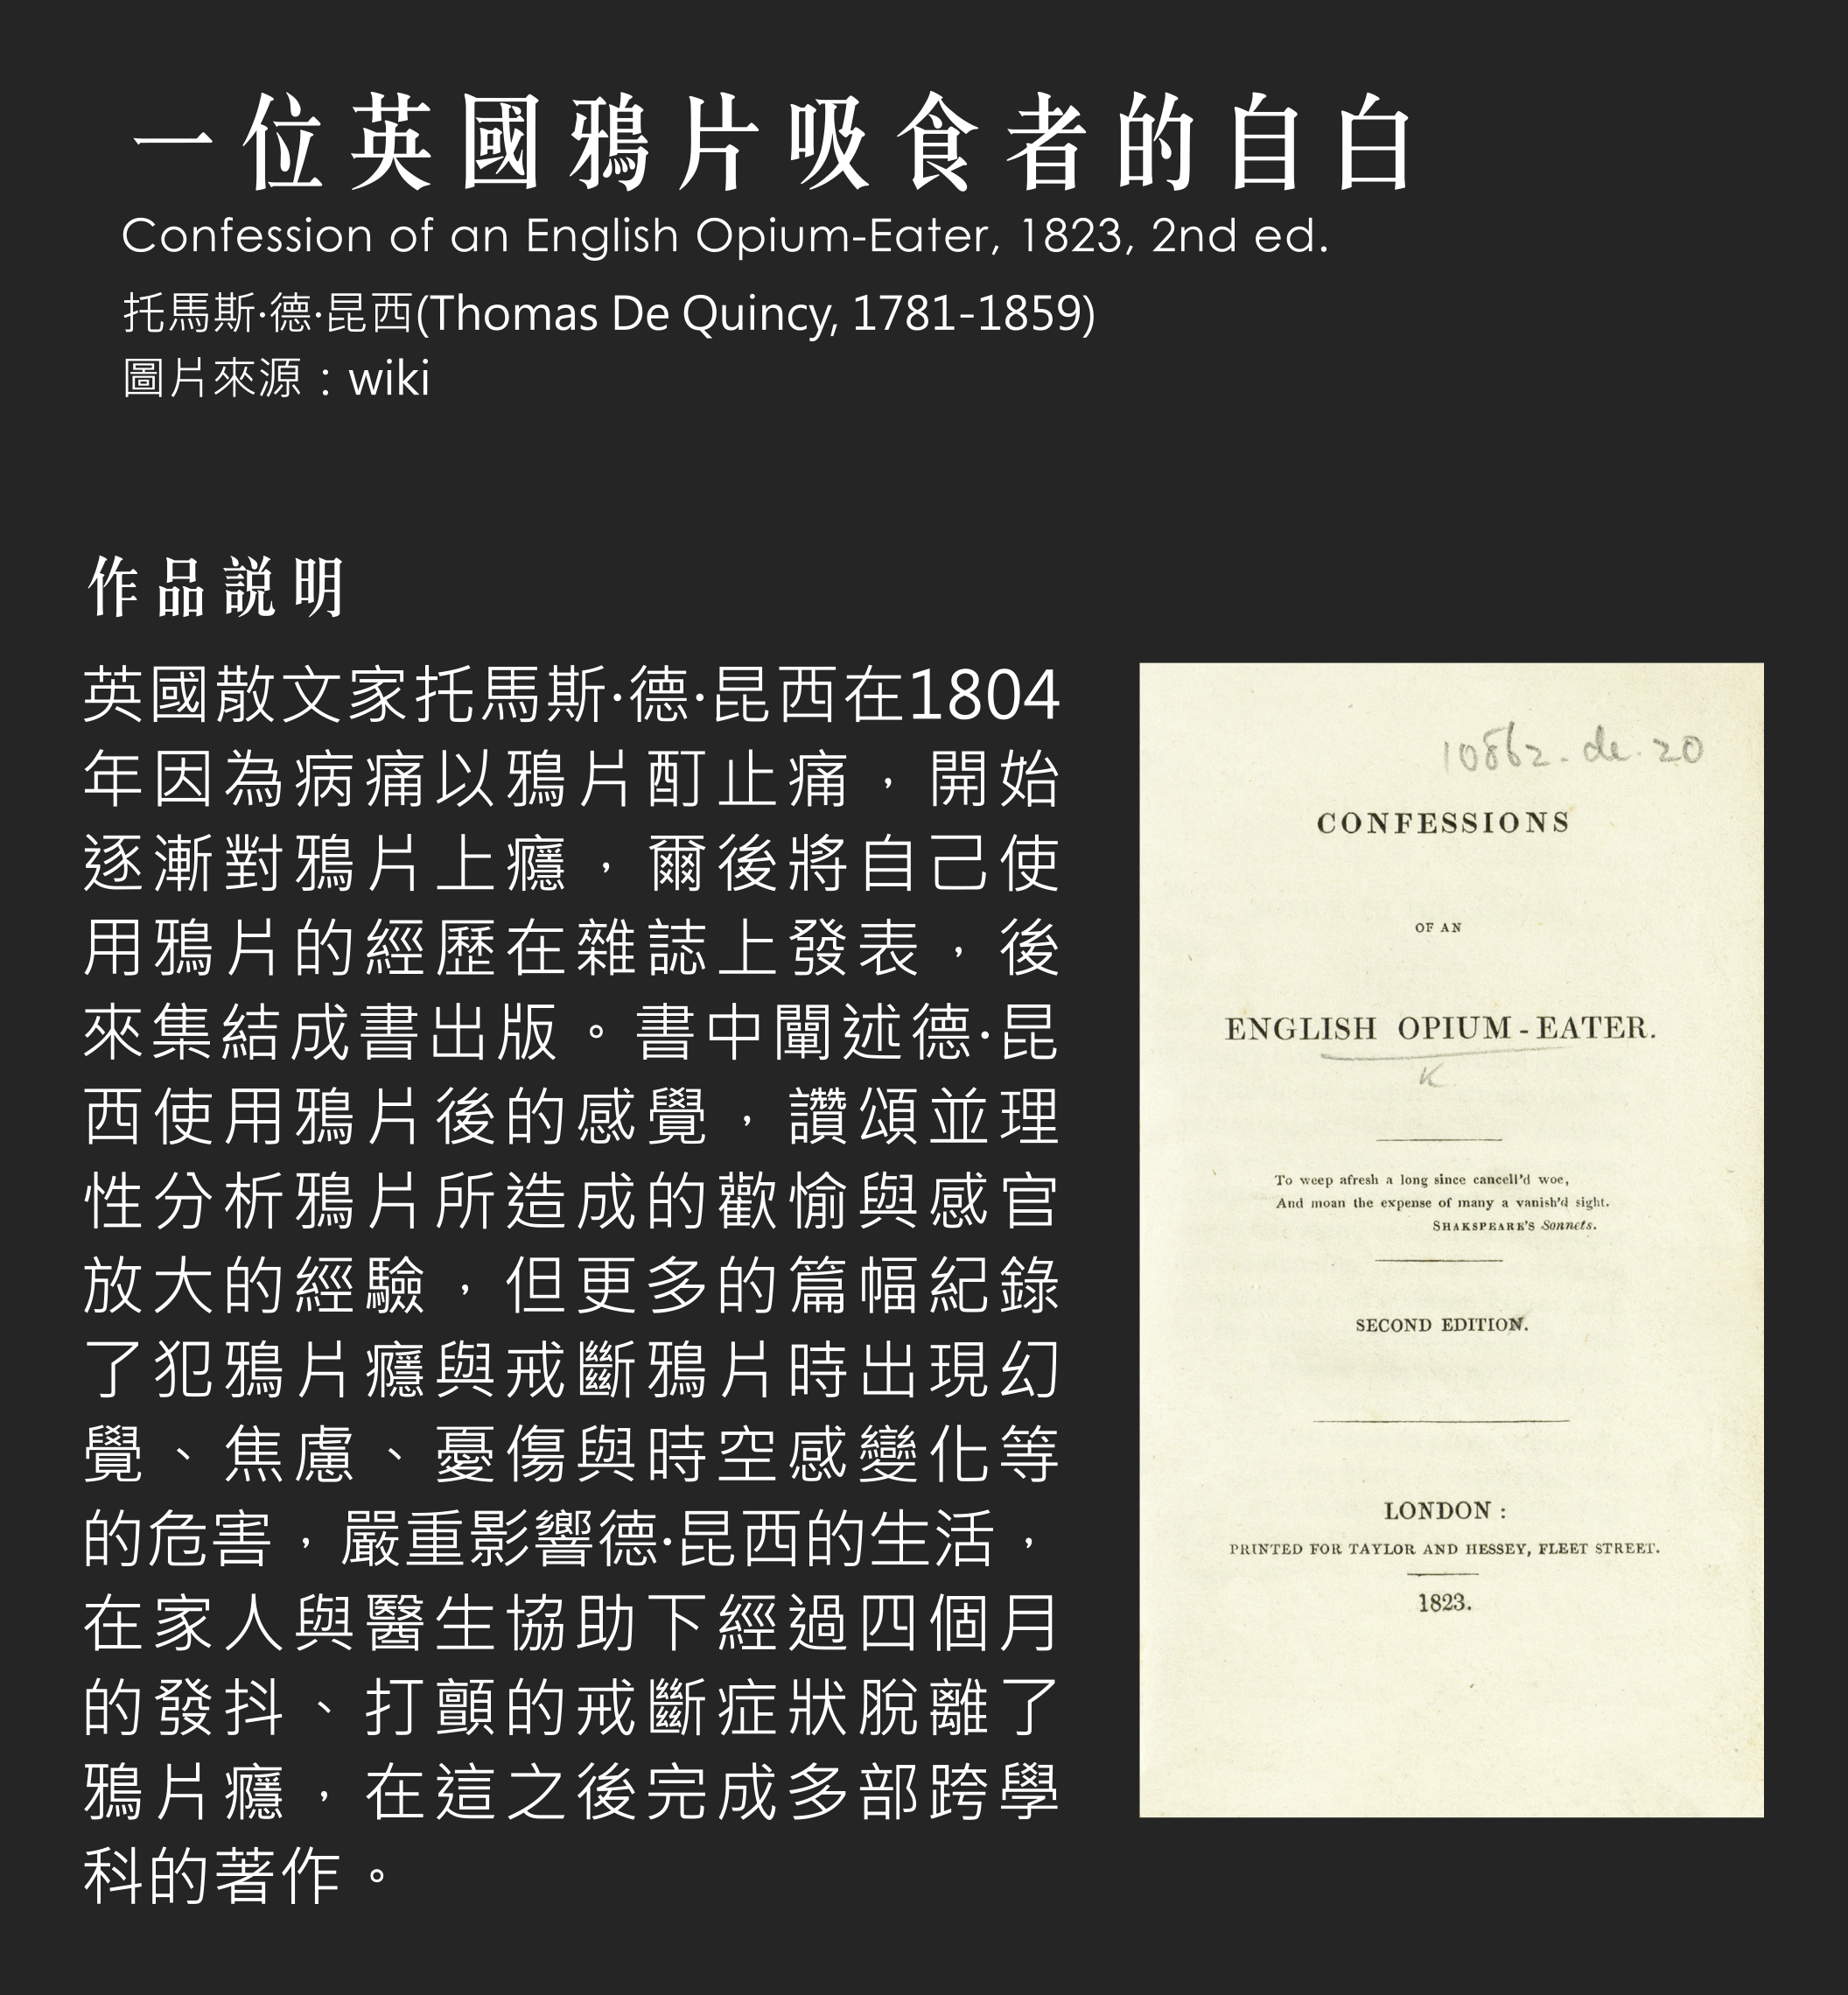 一位英國鴉片吸食者的自白
Confession of an English Opium-Eater, 1823, 2nd ed.
托馬斯·德·昆西(Thomas De Quincy, 1781-1859)
圖片來源：wiki
作品説明
英國散文家托馬斯·德·昆西在1804
年因為病痛以鴉片酊止痛，開始
逐漸對鴉片上癮，爾後將自己使
用鴉片的經歷在雜誌上發表，後
來集結成書出版。書中闡述德·昆
西使用鴉片後的感覺，讚頌並理
性分析鴉片所造成的歡愉與感官
放大的經驗，但更多的篇幅紀錄
了犯鴉片癮與戒斷鴉片時出現幻
覺、焦慮、憂傷與時空感變化等
的危害，嚴重影響德·昆西的生活，
在家人與醫生協助下經過四個月
的發抖、打顫的戒斷症狀脫離了
鴉片癮，在這之後完成多部跨學
科的著作。
10862.de.20
CONFESSIONS
OF AN
ENGLISH OPIUM-EATER.
K
To weep afresh a long since cancell'd woe,
And moan the expense of many a vanish'd sight.
SHAKSPEARE'S Sonnets.
SECOND EDITION.
LONDON:
PRINTED FOR TAYLOR AND HESSEY, FLEET STREET.
1823.